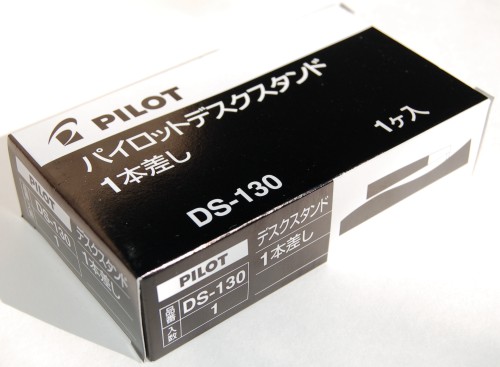 PILOT
パイロットデスクスタンド
1本差し
1ヶ入
DS-130
PILOT
品番 DS-130
入数 1
デスクスタンド
1本差し
DS-130
1
デスクスタンド
1本差し